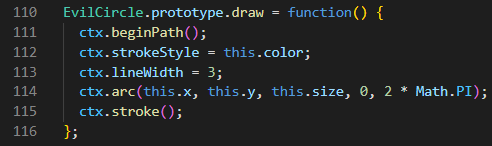 110 EvilCircle.prototype.draw = function() {
111   ctx.beginPath();
112   ctx.strokeStyle = this.color;
113   ctx.lineWidth = 3;
114   ctx.arc(this.x, this.y, this.size, 0, 2 * Math.PI);
115   ctx.stroke();
116 };